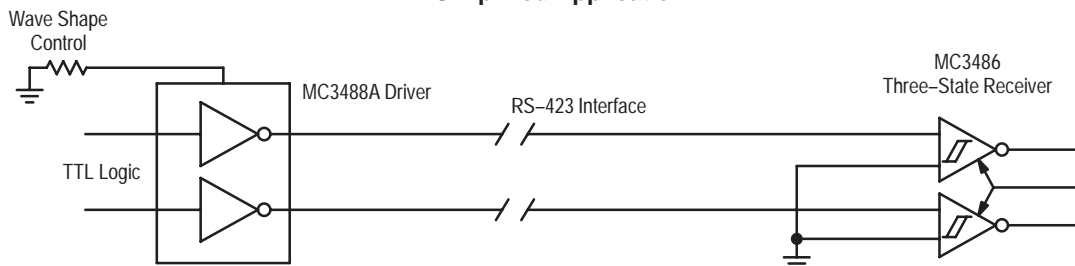 Wave Shape
Control
MC3488A Driver
RS–423 Interface
MC3486
Three–State Receiver
TTL Logic